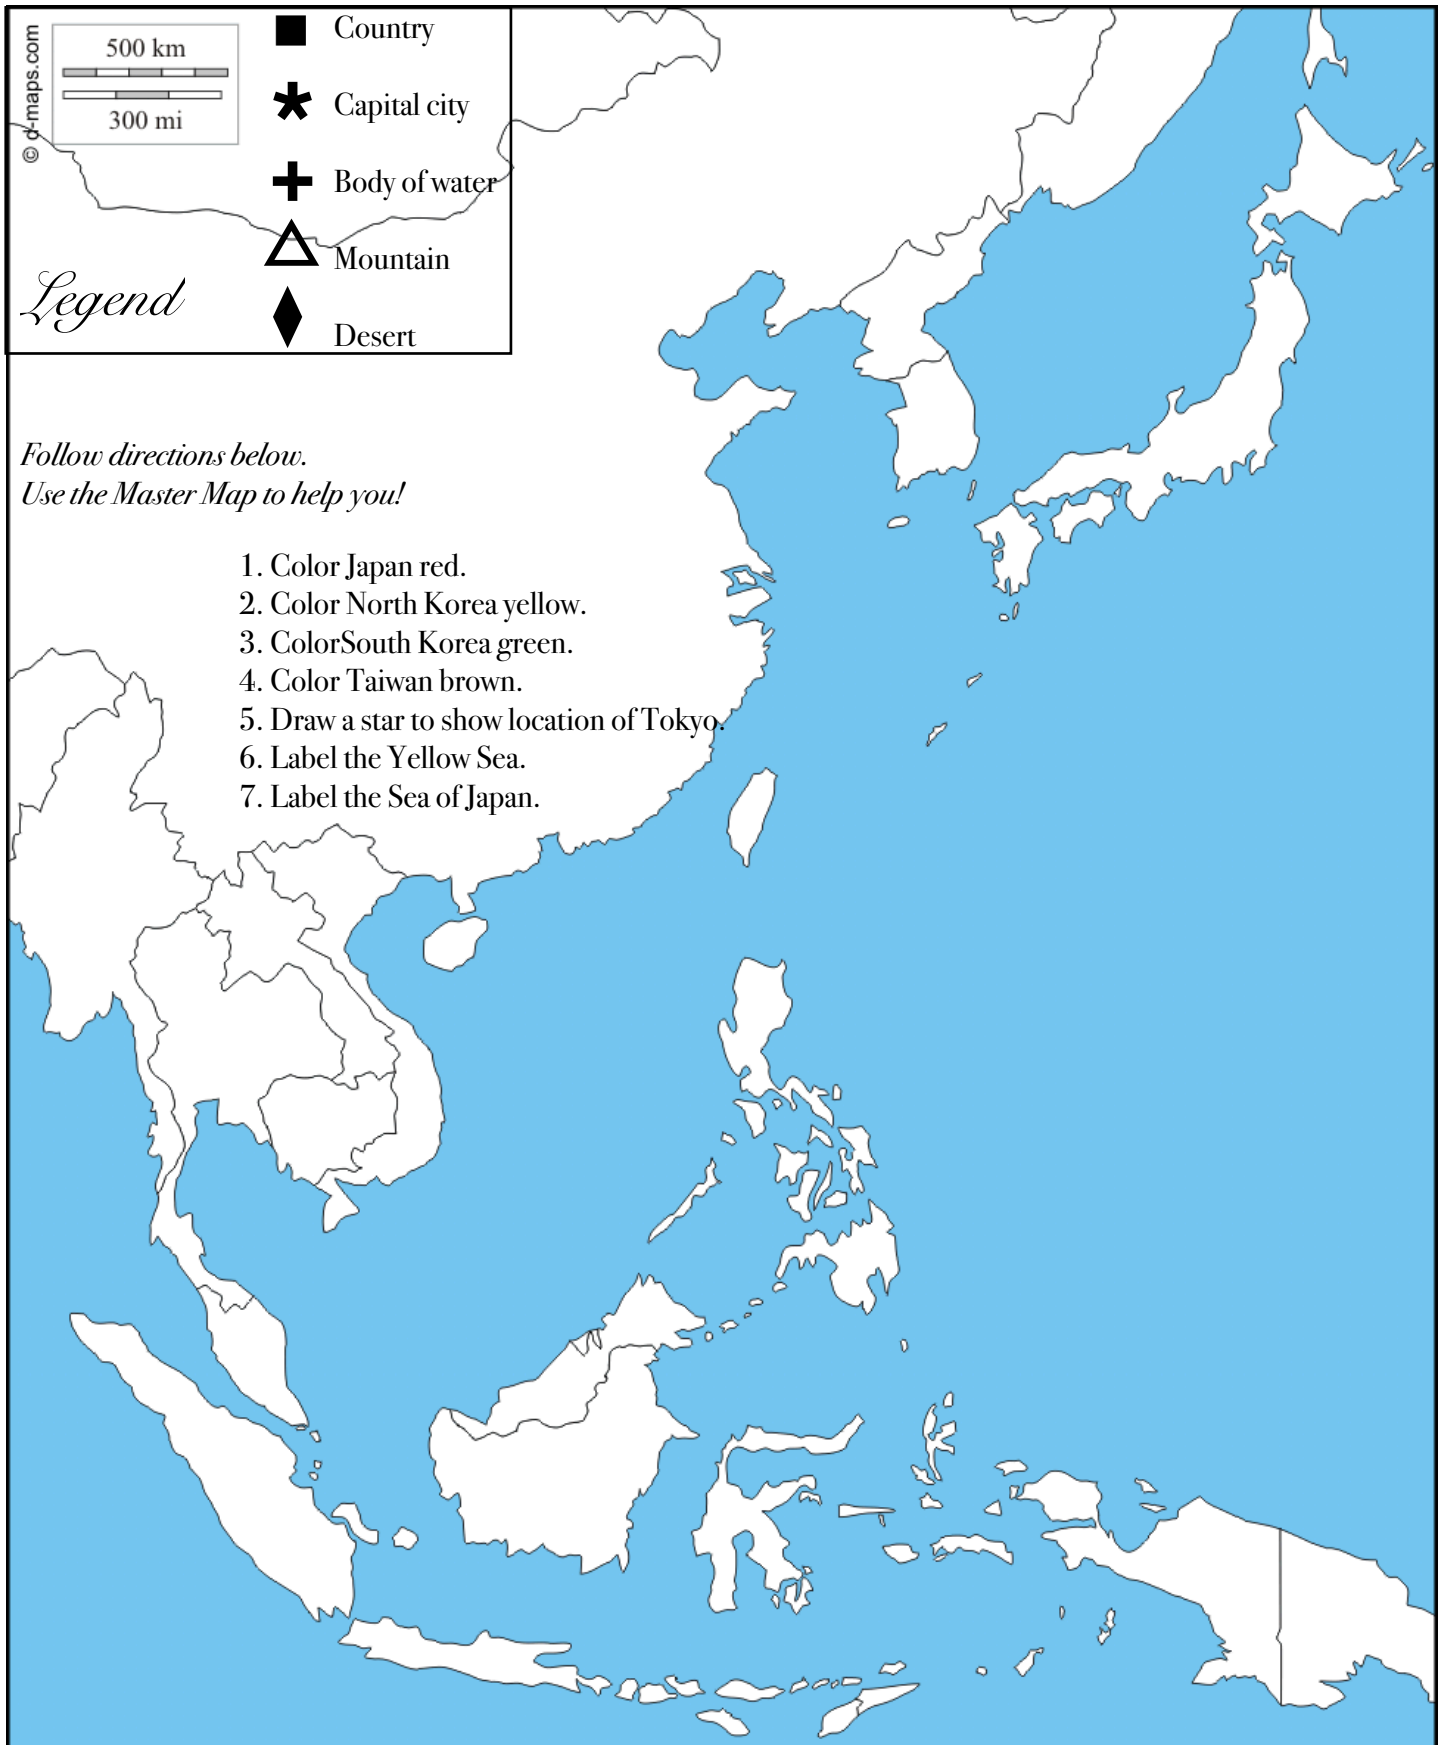 © d-maps.com
500 km
300 mi
Country
Capital city
Body of water
Mountain
Desert
Legend
Follow directions below.
Use the Master Map to help you!
1. Color Japan red.
2. Color North Korea yellow.
3. ColorSouth Korea green.
4. Color Taiwan brown.
5. Draw a star to show location of Tokyo.
6. Label the Yellow Sea.
7. Label the Sea of Japan.